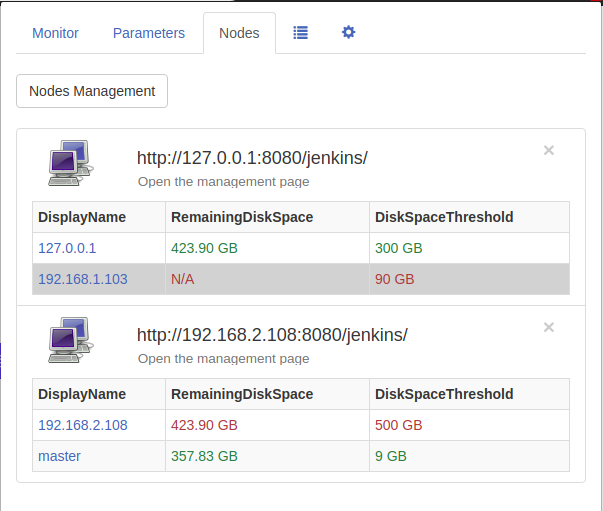 Monitor Parameters Nodes
Nodes Management
http://127.0.0.1:8080/jenkins/ ×
Open the management page
DisplayName RemainingDiskSpace DiskSpaceThreshold
127.0.0.1 423.90 GB 300 GB
192.168.1.103 N/A 90 GB
http://192.168.2.108:8080/jenkins/ ×
Open the management page
DisplayName RemainingDiskSpace DiskSpaceThreshold
192.168.2.108 423.90 GB 500 GB
master 357.83 GB 9 GB